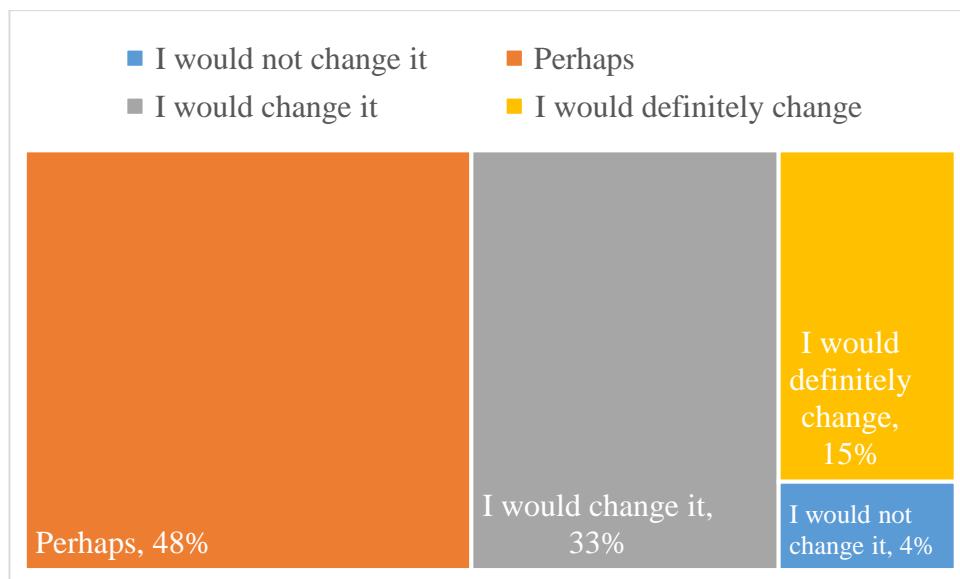 I would not change it
Perhaps
I would change it
I would definitely change
Perhaps, 48%
I would change it,
33%
I would
definitely
change,
15%
I would not
change it, 4%